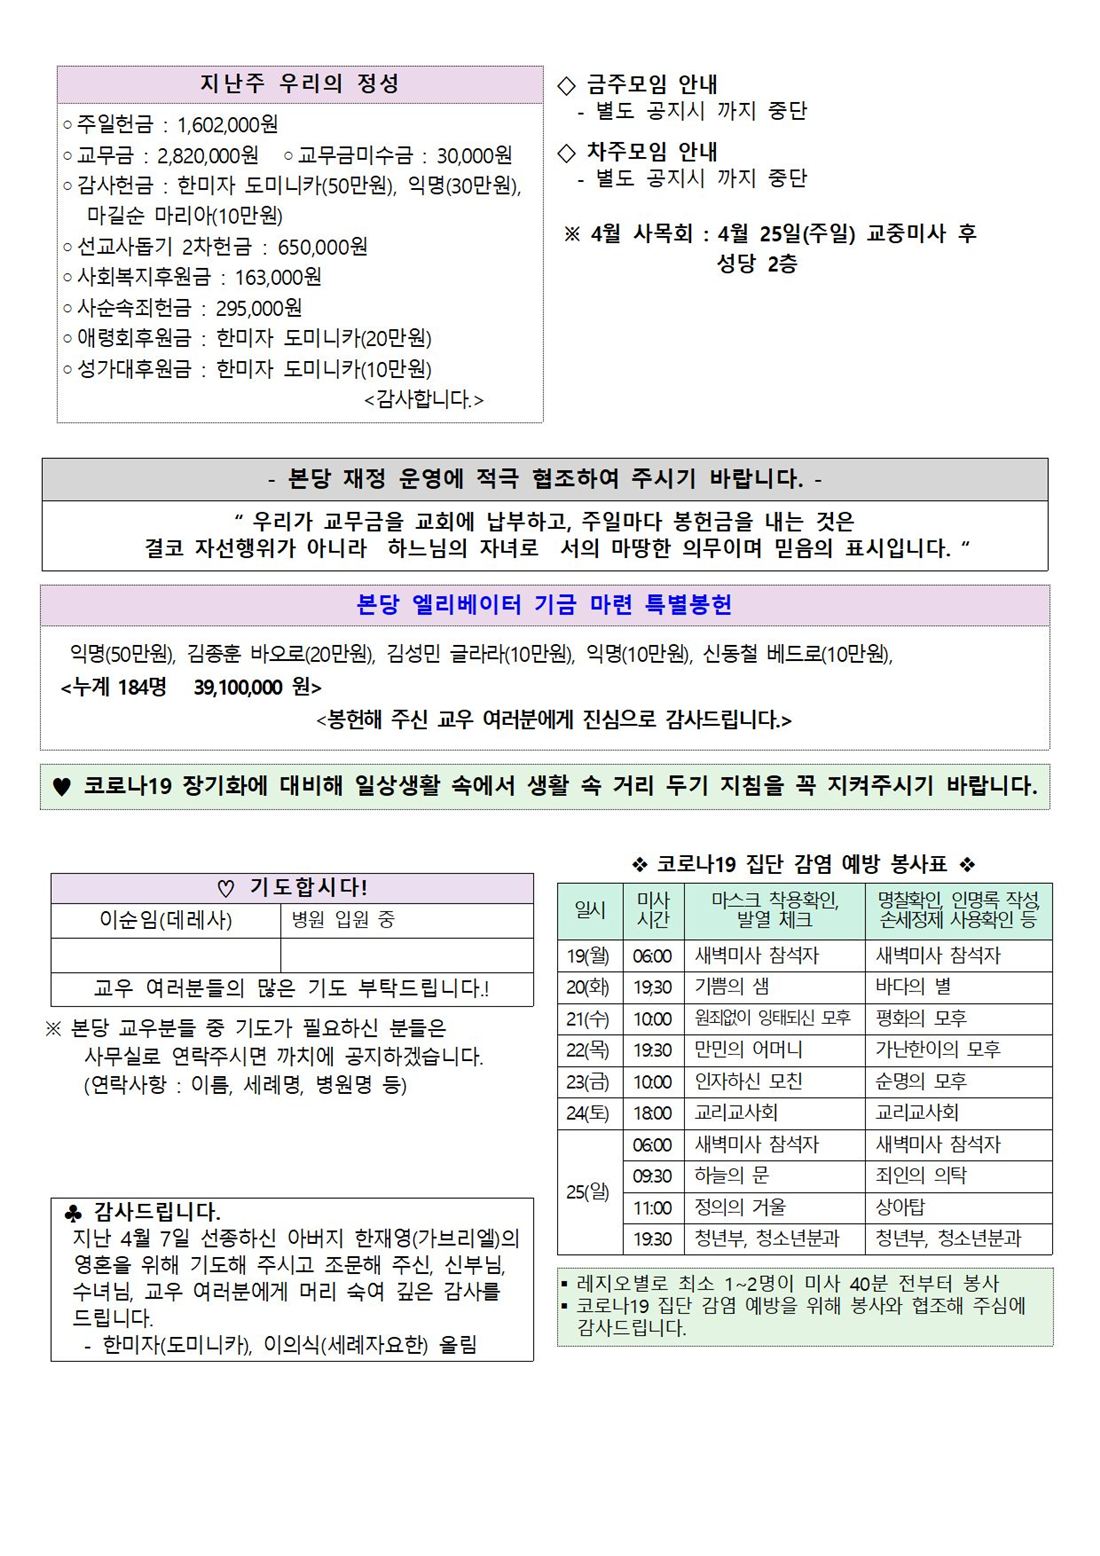 지난주 우리의 정성
○ 주일헌금 : 1,602,000원
○ 교무금 : 2,820,000원 ○ 교무금미수금 : 30,000원
○ 감사헌금 : 한미자 도미니카(50만원), 익명(30만원),
마길순 마리아(10만원)
○ 선교사돕기 2차헌금 : 650,000원
○ 사회복지후원금 : 163,000원
○ 사순속죄헌금 : 295,000원
○ 애령회후원금 : 한미자 도미니카(20만원)
○ 성가대후원금 : 한미자 도미니카(10만원)
<감사합니다.>
◇ 금주모임 안내
- 별도 공지시 까지 중단
◇ 차주모임 안내
- 별도 공지시 까지 중단
※ 4월 사목회 : 4월 25일(주일) 교중미사 후
성당 2층
- 본당 재정 운영에 적극 협조하여 주시기 바랍니다. -
“ 우리가 교무금을 교회에 납부하고, 주일마다 봉헌금을 내는 것은
결코 자선행위가 아니라 하느님의 자녀로 서의 마땅한 의무이며 믿음의 표시입니다. “
본당 엘리베이터 기금 마련 특별봉헌
익명(50만원), 김종훈 바오로(20만원), 김성민 글라라(10만원), 익명(10만원), 신동철 베드로(10만원),
<누계 184명 39,100,000 원>
<봉헌해 주신 교우 여러분에게 진심으로 감사드립니다.>
♥ 코로나19 장기화에 대비해 일상생활 속에서 생활 속 거리 두기 지침을 꼭 지켜주시기 바랍니다.
♡ 기도합시다!
이순임(데레사) 병원 입원 중
교우 여러분들의 많은 기도 부탁드립니다.!
※ 본당 교우분들 중 기도가 필요하신 분들은
사무실로 연락주시면 까치에 공지하겠습니다.
(연락사항 : 이름, 세례명, 병원명 등)
♣ 감사드립니다.
지난 4월 7일 선종하신 아버지 한재영(가브리엘)의
영혼을 위해 기도해 주시고 조문해 주신, 신부님,
수녀님, 교우 여러분에게 머리 숙여 깊은 감사를
드립니다.
- 한미자(도미니카), 이의식(세례자요한) 올림
❖ 코로나19 집단 감염 예방 봉사표 ❖
일시 미사 시간 마스크 착용확인, 발열 체크 명찰확인, 인명록 작성, 손세정제 사용확인 등
19(월) 06:00 새벽미사 참석자 새벽미사 참석자
20(화) 19,30 기쁨의 샘 바다의 별
21(수) 10:00 원죄없이 잉태되신 모후 평화의 모후
22(목) 19:30 만민의 어머니 가난한이의 모후
23(금) 10:00 인자하신 모친 순명의 모후
24(토) 18:00 교리교사회 교리교사회
25(일) 06:00 새벽미사 참석자 새벽미사 참석자
09:30 하늘의 문 죄인의 의탁
11:00 정의의 거울 상아탑
19:30 청년부, 청소년분과 청년부, 청소년분과
▪ 레지오별로 최소 1~2명이 미사 40분 전부터 봉사
▪ 코로나19 집단 감염 예방을 위해 봉사와 협조해 주심에
감사드립니다.